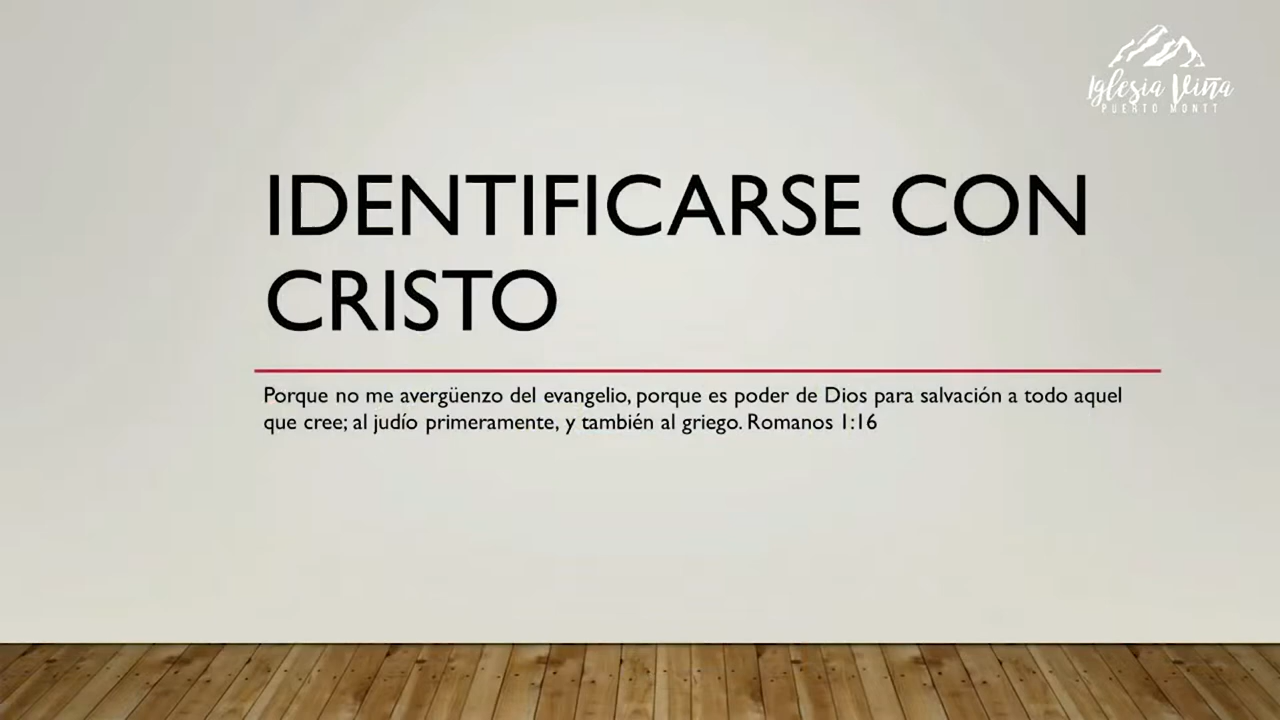 Iglesia Viña
PUERTO MONTT
IDENTIFICARSE CON
CRISTO
Porque no me avergüenzo del evangelio, porque es poder de Dios para salvación a todo aquel
que cree; al judío primeramente, y también al griego. Romanos 1:16